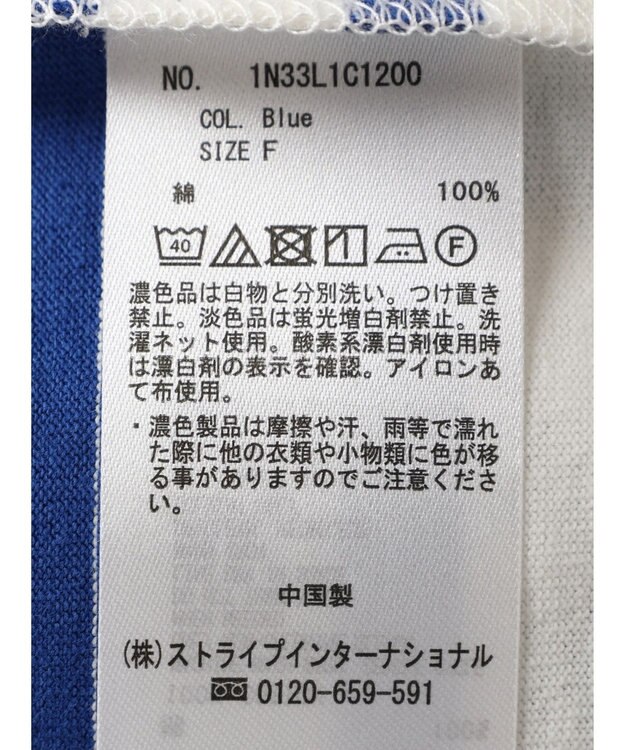 NO. 1N33L1C1200
COL. Blue
SIZE F
綿 100%
40
F
濃色品は白物と分別洗い。つけ置き
禁止。淡色品は蛍光増白剤禁止。洗
濯ネット使用。酸素系漂白剤使用時
は漂白剤の表示を確認。アイロンあ
て布使用。
・濃色製品は摩擦や汗、雨等で濡れ
た際に他の衣類や小物類に色が移
る事がありますのでご注意くださ
い。
中国製
(株)ストライプインターナショナル
0120-659-591